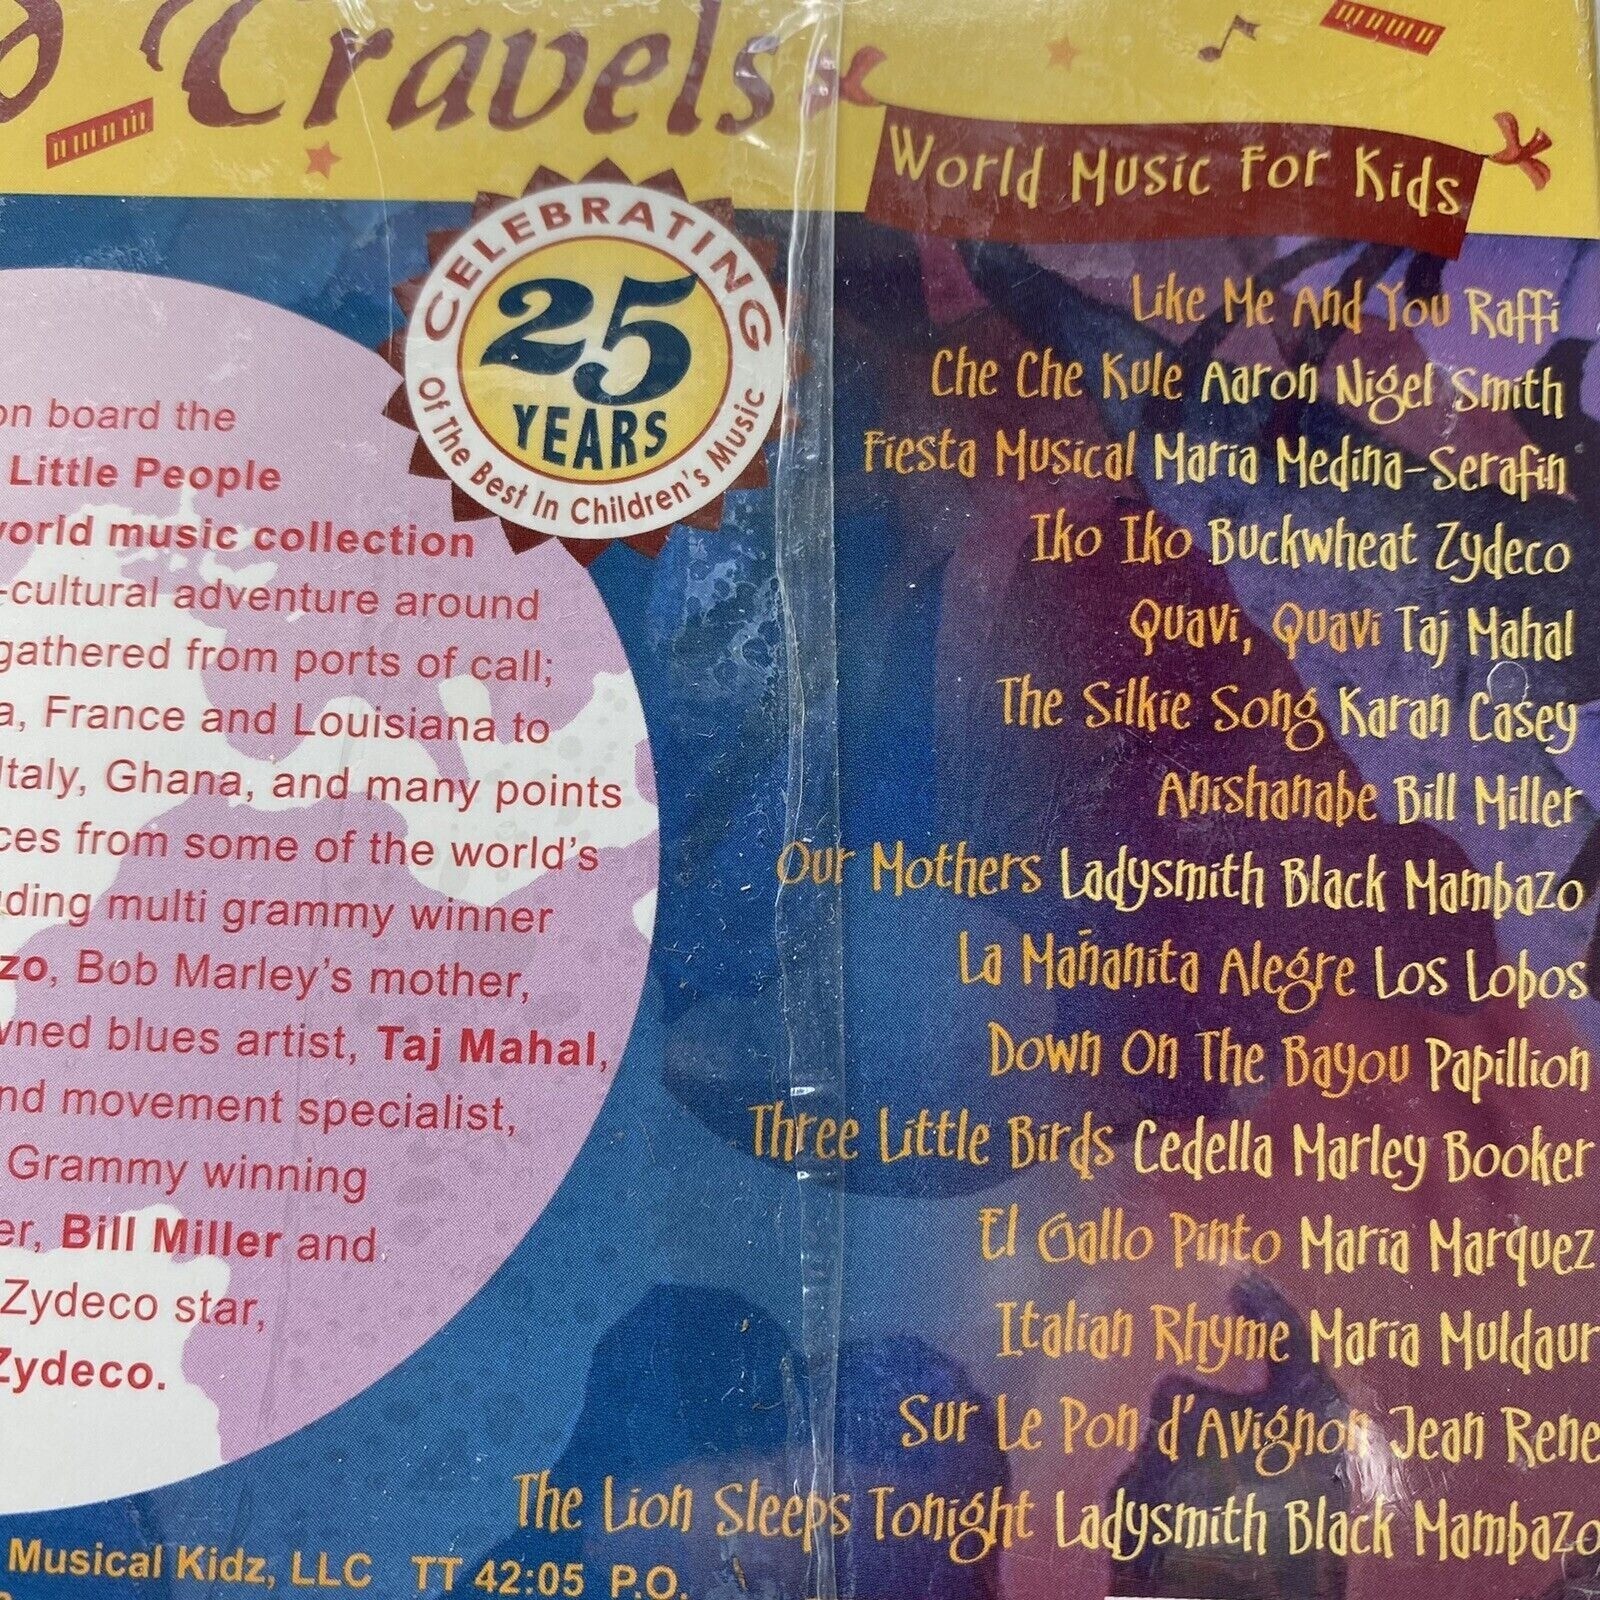 Travels
World Music For Kids
CELEBRATING
25
YEARS
Of The Best In Children's Music
on board the
Little People
world music collection
-cultural adventure around
gathered from ports of call;
a, France and Louisiana to
Italy, Ghana, and many points
ces from some of the world's
uding multi grammy winner
zo, Bob Marley's mother,
wned blues artist, Taj Mahal,
nd movement specialist,
Grammy winning
er, Bill Miller and
Zydeco star,
Zydeco.
Like Me And You Raffi
Che Che Kule Aaron Nigel Smith
Fiesta Musical Maria Medina-Serafin
Iko Iko Buckwheat Zydeco
Quavi, Quavi Taj Mahal
The Silkie Song Karan Casey
Anishanabe Bill Miller
Our Mothers Ladysmith Black Mambazo
La Mañanita Alegre Los Lobos
Down On The Bayou Papillion
Three Little Birds Cedella Marley Booker
El Gallo Pinto Maria Marquez
Italian Rhyme Maria Muldaur
Sur Le Pon d'Avignon Jean Rene
The Lion Sleeps Tonight Ladysmith Black Mambazo
Musical Kidz, LLC TT 42:05 P.O.